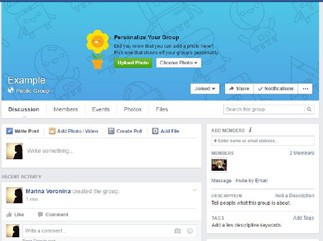 Personalize Your Group
Did you know that you can add a photo here?
Pick one that shows off your group's personality.
Upload Photo Choose Photo
Example
Public Group
Joined Share Notifications
Discussion Members Events Photos Files
Search this group
Write Post Add Photo / Video Create Poll Add File
Write something...
RECENT ACTIVITY
Marina Voronina created the group.
1 min
Like Comment
Write a comment...
ADD MEMBERS
+ Enter name or email address...
MEMBERS 2 Members
Message Invite by Email
DESCRIPTION Add a Description
Tell people what this group is about.
TAGS Add Tags
Add a few descriptive keywords.